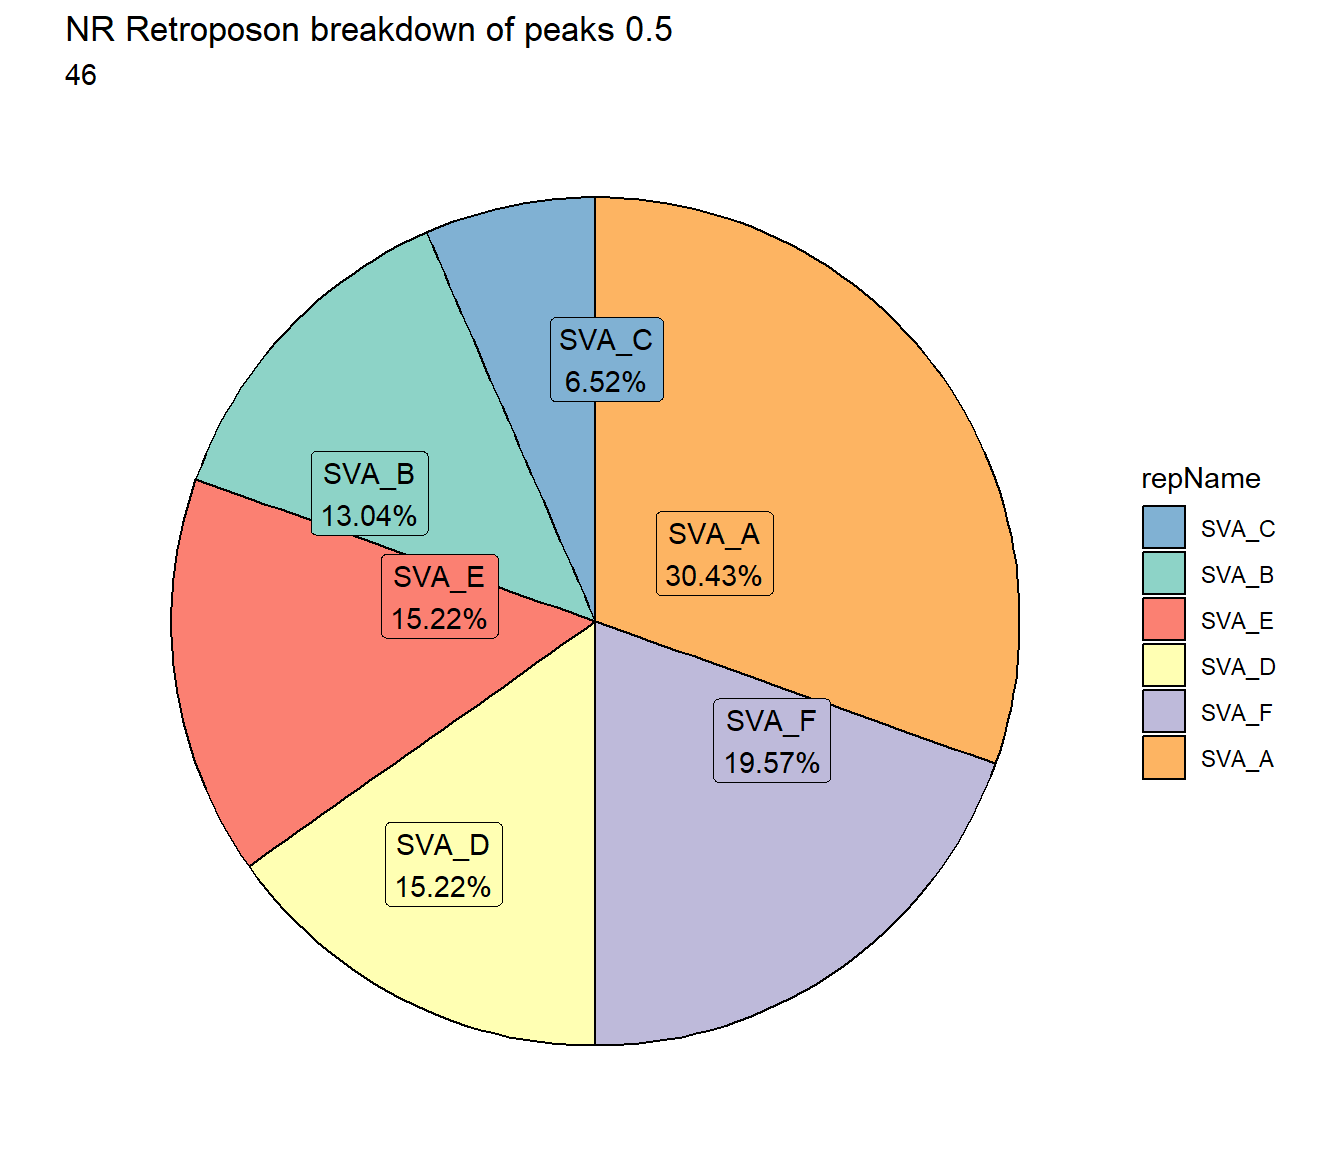 NR Retroposon breakdown of peaks 0.5
46
SVA_C
6.52%
SVA_B
13.04%
SVA_A
30.43%
SVA_E
15.22%
SVA_F
19.57%
SVA_D
15.22%
repName
SVA_C
SVA_B
SVA_E
SVA_D
SVA_F
SVA_A